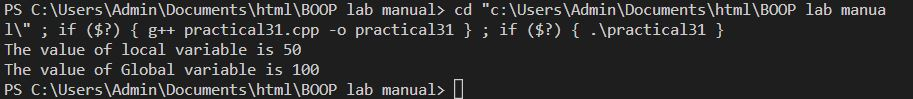 PS C:\Users\Admin\Documents\html\BOOP lab manual> cd "c:\Users\Admin\Documents\html\BOOP lab manua
l\" ; if ($?) { g++ practical31.cpp -o practical31 } ; if ($?) { .\practical31 }
The value of local variable is 50
The value of Global variable is 100
PS C:\Users\Admin\Documents\html\BOOP lab manual>